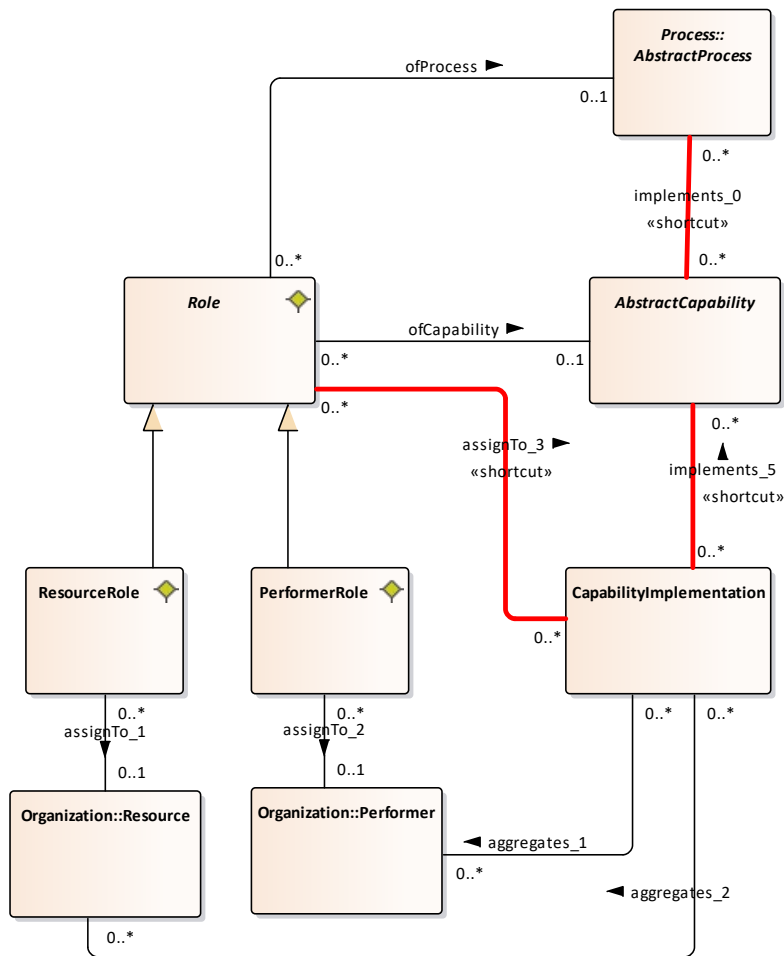 Process::
AbstractProcess
ofProcess
0..1
0..*
implements_0
«shortcut»
0..*
0..*
Role
AbstractCapability
ofCapability
0..*
0..1
0..*
0..*
assignTo_3
«shortcut»
implements_5
«shortcut»
0..*
ResourceRole
PerformerRole
CapabilityImplementation
0..*
0..*
0..*
0..*
0..*
assignTo_1
assignTo_2
0..1
0..1
Organization::Resource
Organization::Performer
aggregates_1
0..*
aggregates_2
0..*